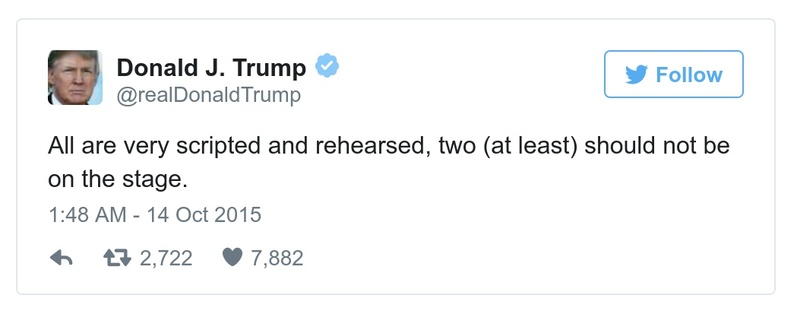 Donald J. Trump
@realDonaldTrump
Follow
All are very scripted and rehearsed, two (at least) should not be
on the stage.
1:48 AM - 14 Oct 2015
2,722 7,882